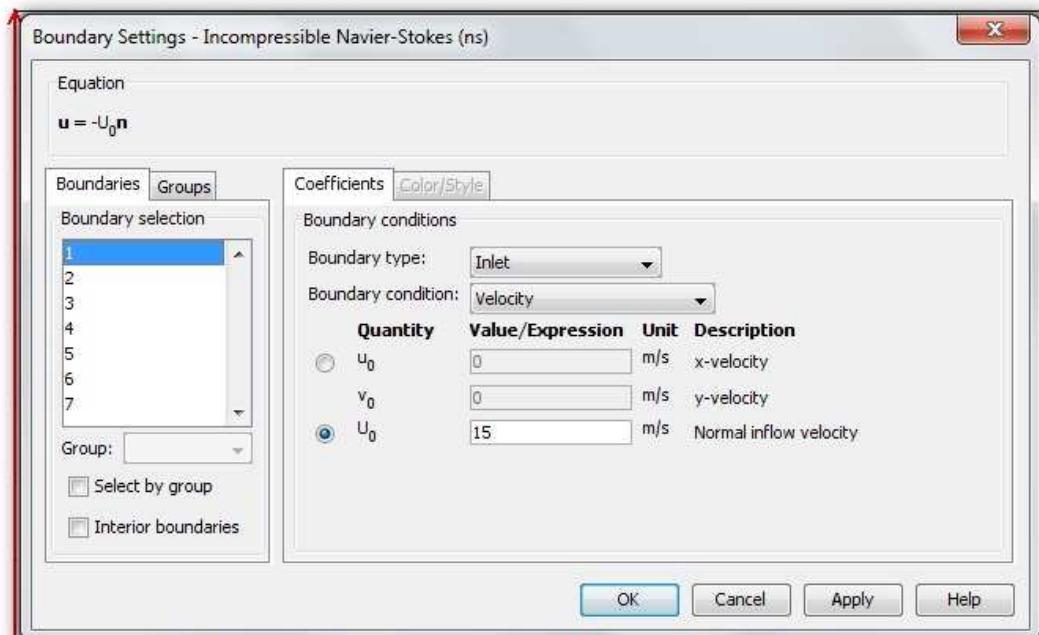 Boundary Settings - Incompressible Navier-Stokes (ns)
Equation
u = -U₀n
Boundaries Groups
Coefficients Color/Style
Boundary selection
1
2
3
4
5
6
7
Group:
Select by group
Interior boundaries
Boundary conditions
Boundary type: Inlet
Boundary condition: Velocity
Quantity Value/Expression Unit Description
u₀ 0 m/s x-velocity
v₀ 0 m/s y-velocity
U₀ 15 m/s Normal inflow velocity
OK Cancel Apply Help